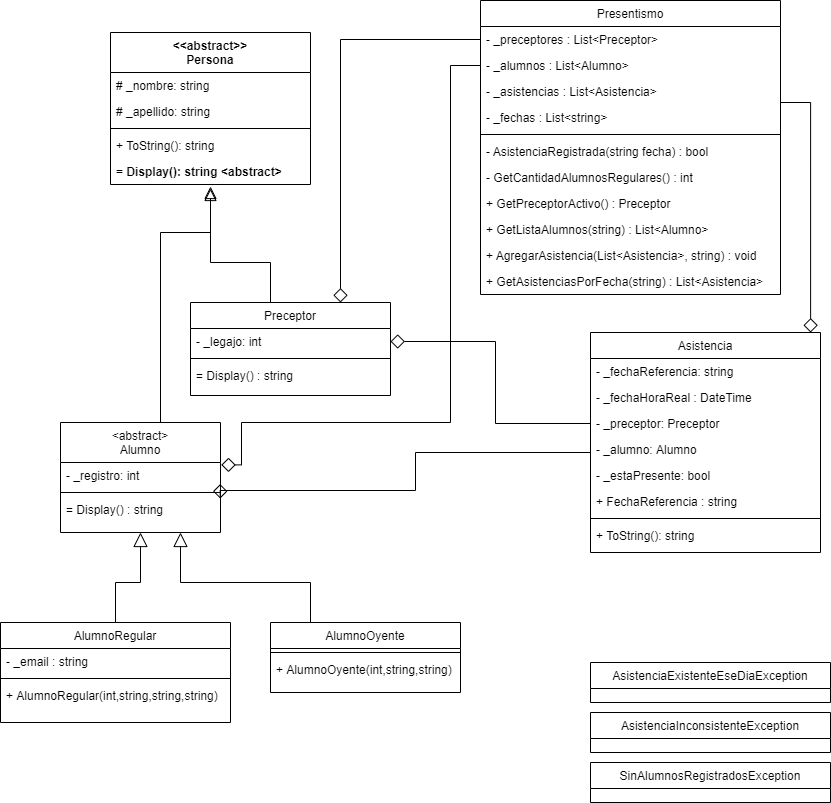 <<abstract>>
Persona
# _nombre: string
# _apellido: string
+ ToString(): string
= Display(): string <abstract>
Presentismo
- _preceptores : List<Preceptor>
- _alumnos : List<Alumno>
- _asistencias : List<Asistencia>
- _fechas : List<string>
- AsistenciaRegistrada(string fecha) : bool
- GetCantidadAlumnosRegulares() : int
+ GetPreceptorActivo() : Preceptor
+ GetListaAlumnos(string) : List<Alumno>
+ AgregarAsistencia(List<Asistencia>, string) : void
+ GetAsistenciasPorFecha(string) : List<Asistencia>
Preceptor
- _legajo: int
= Display() : string
Asistencia
- _fechaReferencia: string
- _fechaHoraReal : DateTime
- _preceptor: Preceptor
- _alumno: Alumno
- _estaPresente: bool
+ FechaReferencia : string
+ ToString(): string
<abstract>
Alumno
- _registro: int
= Display() : string
AlumnoRegular
- _email : string
+ AlumnoRegular(int,string,string,string)
AlumnoOyente
+ AlumnoOyente(int,string,string)
AsistenciaExistenteEseDiaException
AsistenciaInconsistenteException
SinAlumnosRegistradosException